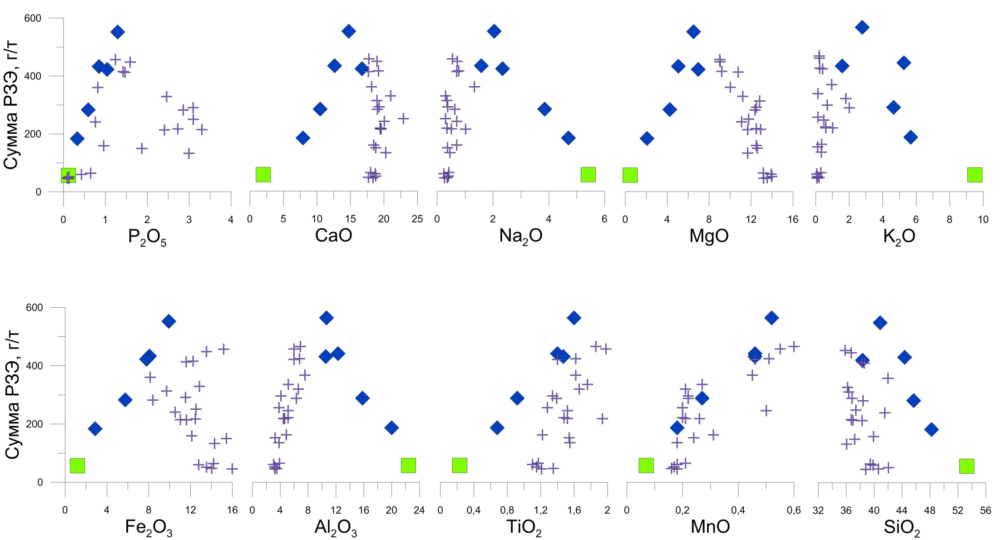 Сумма РЗЭ, г/т
600
400
200
0
0 1 2 3 4
P₂O₅
0 5 10 15 20 25
CaO
0 2 4 6
Na₂O
0 4 8 12 16
MgO
0 2 4 6 8 10
K₂O
Сумма РЗЭ, г/т
600
400
200
0
0 4 8 12 16
Fe₂O₃
0 4 8 12 16 20 24
Al₂O₃
0 0,4 0,8 1,2 1,6 2
TiO₂
0 0,2 0,4 0,6
MnO
32 36 40 44 48 52 56
SiO₂